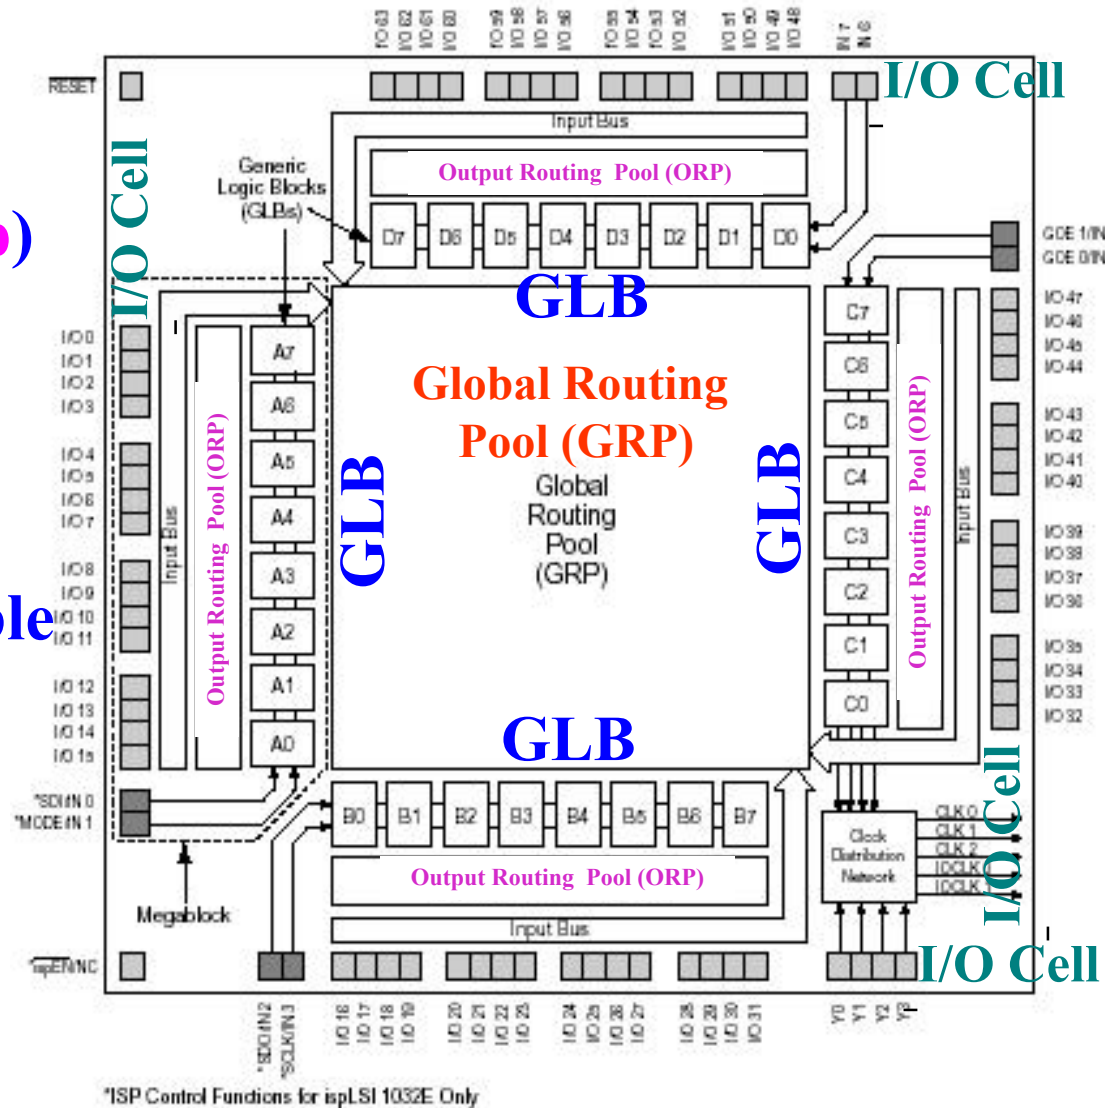 I/O 63
I/O 62
I/O 61
I/O 60
I/O 59
I/O 58
I/O 57
I/O 56
I/O 55
I/O 54
I/O 53
I/O 52
I/O 51
I/O 50
I/O 49
I/O 48
IN 7
IN 6
RESET
I/O Cell
Input Bus
Output Routing Pool (ORP)
Generic
Logic Blocks
(GLBs)
D7 D6 D5 D4 D3 D2 D1 D0
I/O Cell
)
GOE 1/IN
GOE 0/IN
GLB
I/O 0
I/O 1
I/O 2
I/O 3
I/O 4
I/O 5
I/O 6
I/O 7
I/O 8
I/O 9
I/O 10
I/O 11
I/O 12
I/O 13
I/O 14
I/O 15
Input Bus
Output Routing Pool (ORP)
A7
A6
A5
A4
A3
A2
A1
A0
GLB
Global Routing
Pool (GRP)
Global
Routing
Pool
(GRP)
GLB
C7
C6
C5
C4
C3
C2
C1
C0
Output Routing Pool (ORP)
Input Bus
I/O 47
I/O 46
I/O 45
I/O 44
I/O 43
I/O 42
I/O 41
I/O 40
I/O 39
I/O 38
I/O 37
I/O 36
I/O 35
I/O 34
I/O 33
I/O 32
GLB
*SDI/IN 0
*MODE/IN 1
B0 B1 B2 B3 B4 B5 B6 B7
Output Routing Pool (ORP)
Input Bus
Megablock
Clock
Distribution
Network
CLK 0
CLK 1
CLK 2
IOCLK 0
IOCLK 1
I/O Cell
*ispEN/NC
I/O Cell
*SDO/IN 2
*SCLK/IN 3
I/O 16
I/O 17
I/O 18
I/O 19
I/O 20
I/O 21
I/O 22
I/O 23
I/O 24
I/O 25
I/O 26
I/O 27
I/O 28
I/O 29
I/O 30
I/O 31
Y0
Y1
Y2
Y3
*ISP Control Functions for ispLSI 1032E Only